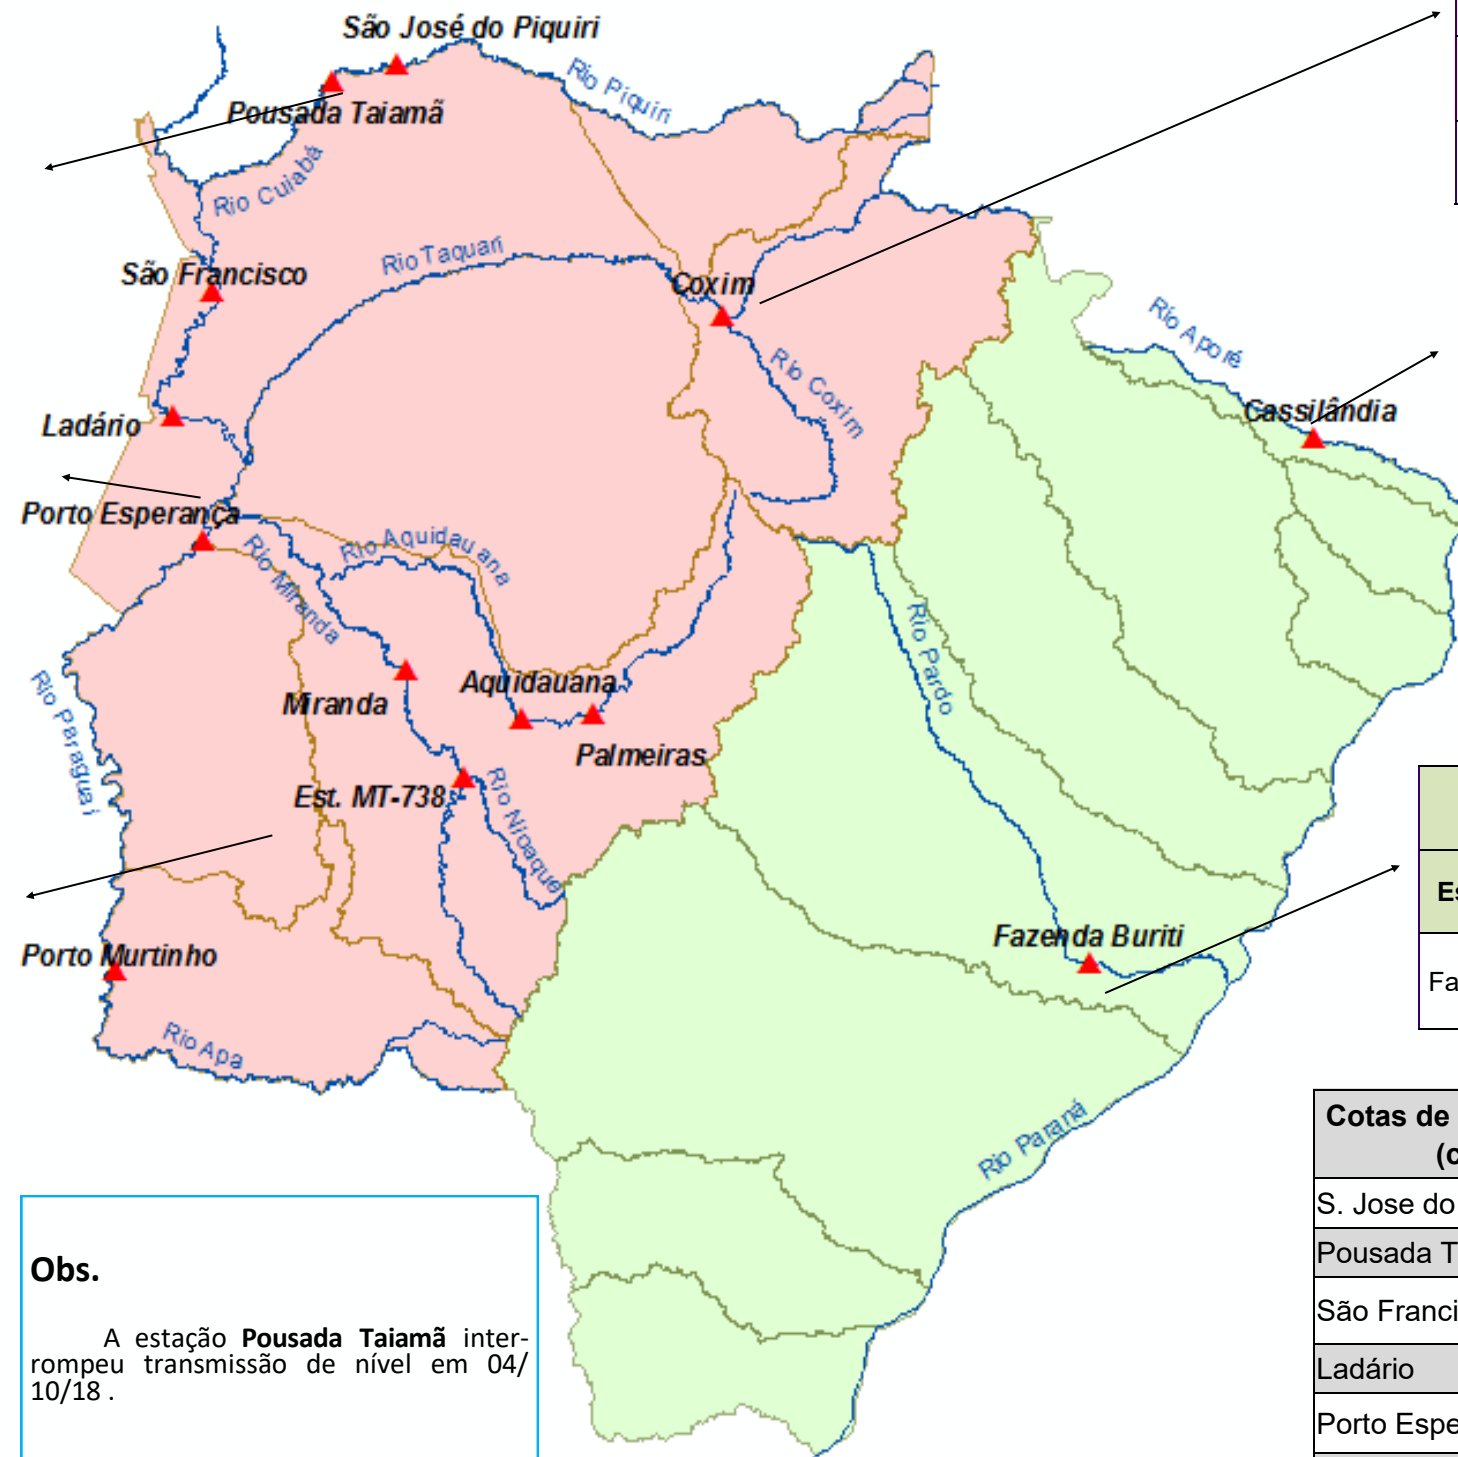 São José do Piquiri
Rio Piquiri
Pousada Taiamã
Rio Cuiabá
Rio Taquari
São Francisco
Coxim
Rio Aporé
Rio Coxim
Cassilândia
Ladário
Porto Esperança
Rio Aquidauana
Rio Miranda
Rio Pardo
Rio Paraguai
Aquidauana
Miranda
Palmeiras
Est. MT-738
Rio Nioaque
Es
Fazenda Buriti
Porto Murtinho
Fa
Rio Apa
Rio Paraná
Cotas de
(c
S. Jose do
Pousada T
São Franci
Ladário
Porto Espe
Obs.
A estação Pousada Taiamã inter-
rompeu transmissão de nível em 04/
10/18 .